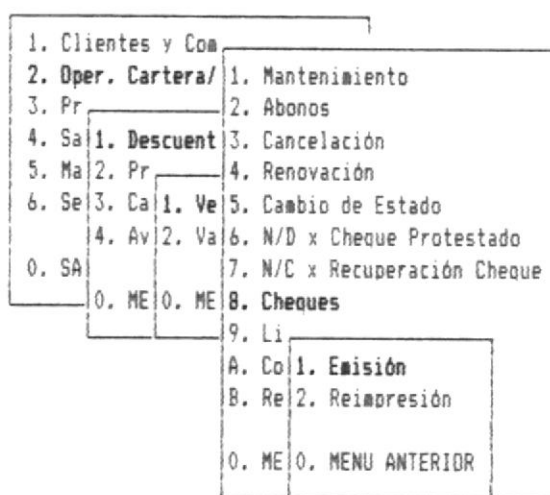 1. Clientes y Com
2. Oper. Cartera/ 1. Mantenimiento
3. Pr 2. Abonos
4. Sa 1. Descuent 3. Cancelación
5. Ma 2. Pr 4. Renovación
6. Se 3. Ca 1. Ve 5. Cambio de Estado
4. Av 2. Va 6. N/D x Cheque Protestado
0. SA 7. N/C x Recuperación Cheque
0. ME 0. ME 8. Cheques
9. Li
A. Co 1. Emisión
B. Re 2. Reimpresión
0. ME 0. MENU ANTERIOR